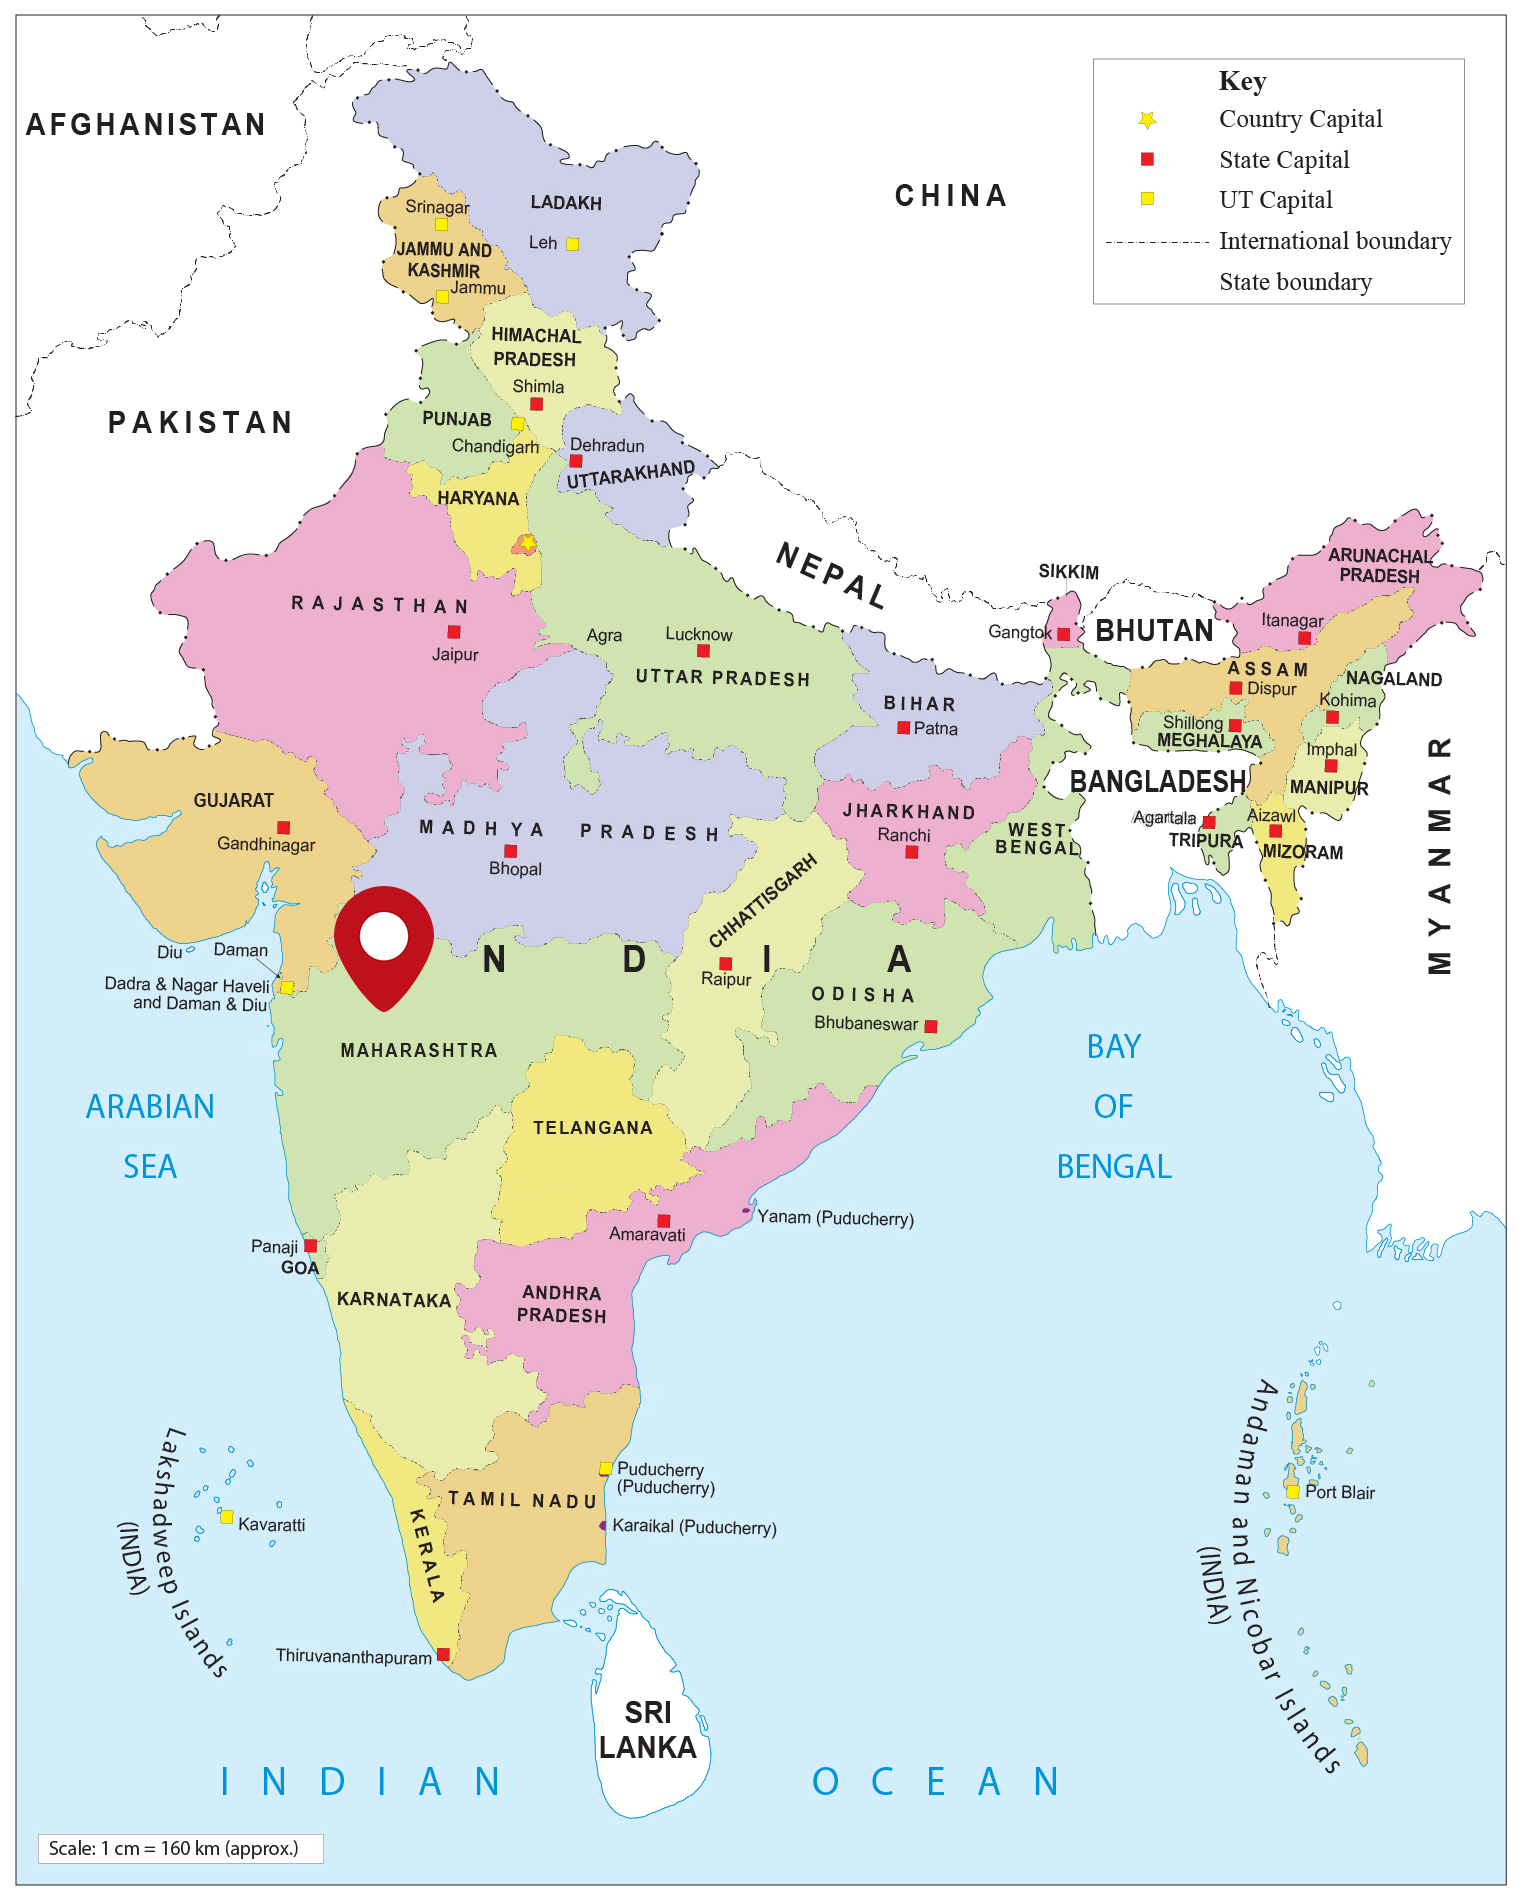 AFGHANISTAN
CHINA
PAKISTAN
Key
Country Capital
State Capital
UT Capital
International boundary
State boundary
LADAKH
Leh
Srinagar
JAMMU AND
KASHMIR
Jammu
HIMACHAL
PRADESH
Shimla
PUNJAB
Chandigarh
Dehradun
UTTARAKHAND
HARYANA
RAJASTHAN
Jaipur
Agra
Lucknow
UTTAR PRADESH
NEPAL
SIKKIM
Gangtok
BHUTAN
ARUNACHAL
PRADESH
Itanagar
ASSAM
Dispur
NAGALAND
Kohima
Shillong
MEGHALAYA
Imphal
MANIPUR
BIHAR
Patna
BANGLADESH
Agartala
TRIPURA
Aizawl
MIZORAM
MYANMAR
GUJARAT
Gandhinagar
MADHYA PRADESH
Bhopal
JHARKHAND
Ranchi
WEST
BENGAL
CHHATTISGARH
Raipur
N D I A
Diu
Daman
Dadra & Nagar Haveli
and Daman & Diu
ODISHA
Bhubaneswar
MAHARASHTRA
ARABIAN
SEA
BAY
OF
BENGAL
TELANGANA
Yanam (Puducherry)
Amaravati
Panaji
GOA
KARNATAKA
ANDHRA
PRADESH
Lakshadweep Islands
(INDIA)
Kavaratti
KERALA
TAMIL NADU
Puducherry
(Puducherry)
Karaikal (Puducherry)
Thiruvananthapuram
Andaman and Nicobar Islands
(INDIA)
Port Blair
SRI
LANKA
INDIAN OCEAN
Scale: 1 cm = 160 km (approx.)